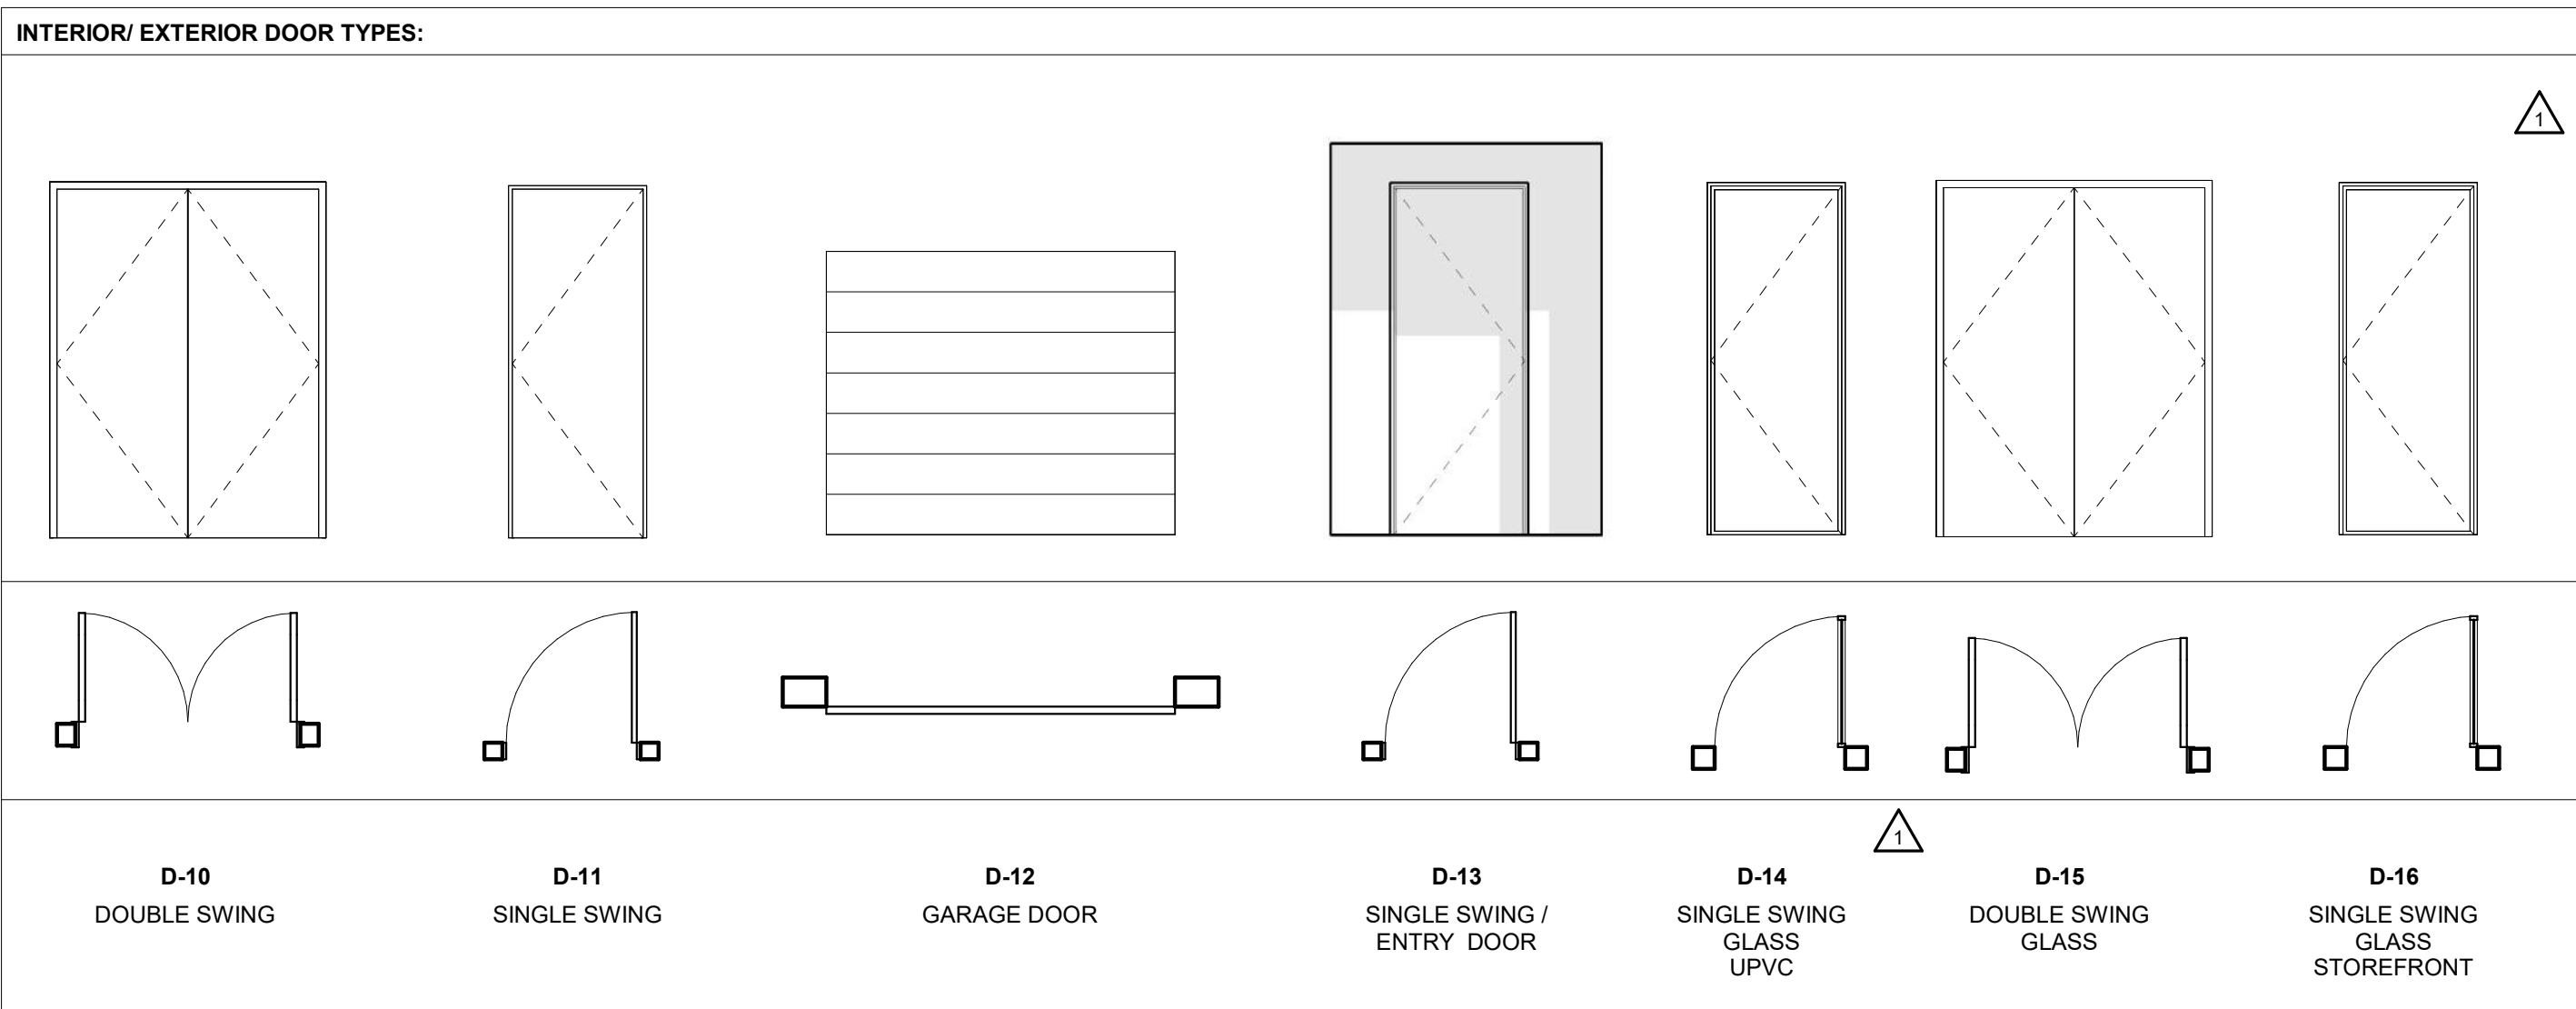 INTERIOR/ EXTERIOR DOOR TYPES:
1
1
D-10
DOUBLE SWING
D-11
SINGLE SWING
D-12
GARAGE DOOR
D-13
SINGLE SWING /
ENTRY DOOR
D-14
SINGLE SWING
GLASS
UPVC
D-15
DOUBLE SWING
GLASS
D-16
SINGLE SWING
GLASS
STOREFRONT